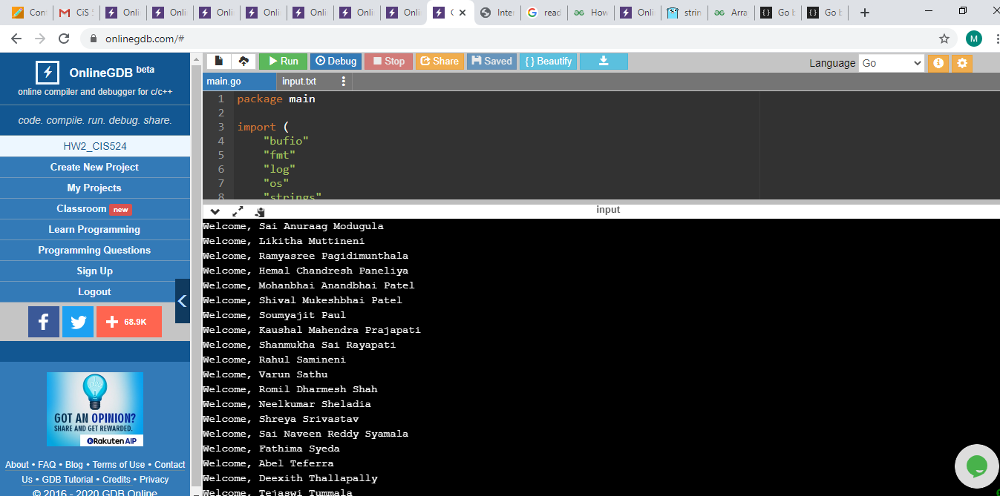 Con
CiS
Onli
Onli
Onli
Onli
Onli
Onli
Onli
Inter
read
How
Onli
strin
Arra
Go b
Go b
onlinegdb.com/#
M
OnlineGDB beta
online compiler and debugger for c/c++
code. compile. run. debug. share.
HW2_CIS524
Create New Project
My Projects
Classroom new
Learn Programming
Programming Questions
Sign Up
Logout
68.9K
GOT AN OPINION?
SHARE AND GET REWARDED.
Rakuten AIP
About • FAQ • Blog • Terms of Use • Contact
Us • GDB Tutorial • Credits • Privacy
© 2016 - 2020 GDB Online
Run Debug Stop Share Saved { } Beautify
Language Go
main.go input.txt
1 package main
2
3 import (
4 "bufio"
5 "fmt"
6 "log"
7 "os"
8 "strings"
input
Welcome, Sai Anuraag Modugula
Welcome, Likitha Muttineni
Welcome, Ramyasree Pagidimunthala
Welcome, Hemal Chandresh Paneliya
Welcome, Mohanbhai Anandbhai Patel
Welcome, Shival Mukeshbhai Patel
Welcome, Soumyajit Paul
Welcome, Kaushal Mahendra Prajapati
Welcome, Shanmukha Sai Rayapati
Welcome, Rahul Samineni
Welcome, Varun Sathu
Welcome, Romil Dharmesh Shah
Welcome, Neelkumar Sheladia
Welcome, Shreya Srivastav
Welcome, Sai Naveen Reddy Syamala
Welcome, Fathima Syeda
Welcome, Abel Teferra
Welcome, Deexith Thallapally
Welcome, Tejaswi Tummala